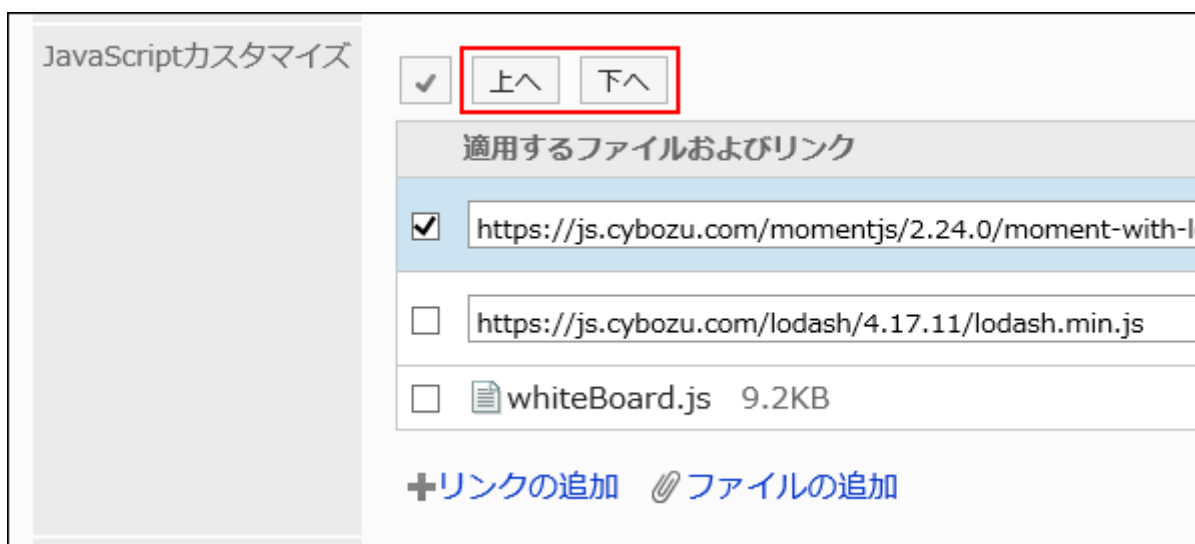 JavaScriptカスタマイズ
上へ 下へ
適用するファイルおよびリンク
https://js.cybozu.com/momentjs/2.24.0/moment-with-l
https://js.cybozu.com/lodash/4.17.11/lodash.min.js
whiteBoard.js 9.2KB
リンクの追加 ファイルの追加